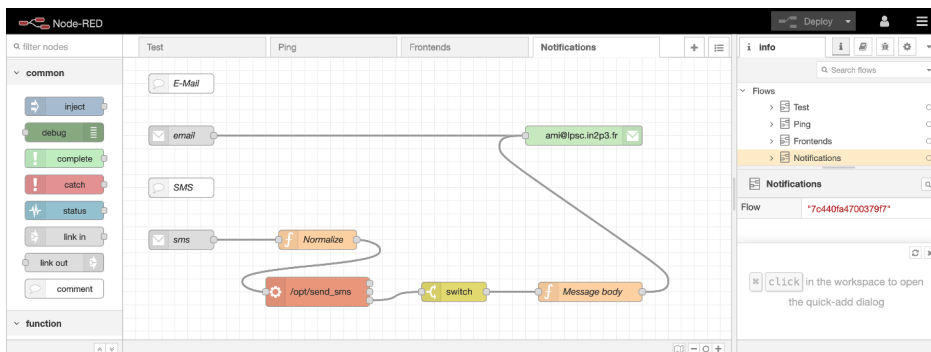 Node-RED
Deploy
filter nodes
Test
Ping
Frontends
Notifications
i info
i
common
Search flows
E-Mail
Flows
inject
Test
debug
email
ami@lpsc.in2p3.fr
Ping
Frontends
complete
Notifications
catch
SMS
Notifications
status
Flow
"7c440fa4700379f7"
link in
sms
Normalize
link out
/opt/send_sms
switch
Message body
⌘ click in the workspace to open
the quick-add dialog
comment
function